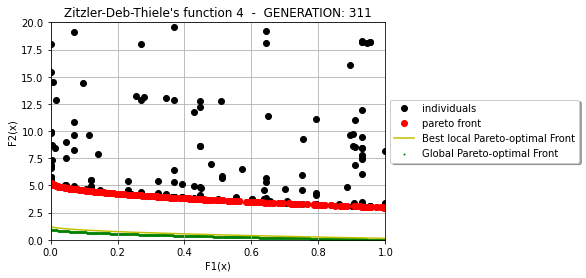 Zitzler-Deb-Thiele's function 4 - GENERATION: 311
20.0
17.5
15.0
12.5
10.0
7.5
5.0
2.5
0.0
F2(x)
0.0 0.2 0.4 0.6 0.8 1.0
F1(x)
individuals
pareto front
Best local Pareto-optimal Front
Global Pareto-optimal Front